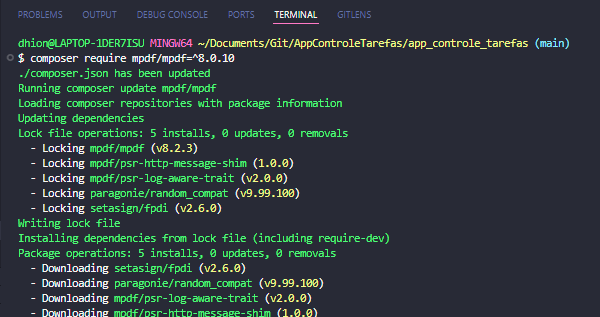 PROBLEMS OUTPUT DEBUG CONSOLE PORTS TERMINAL GITLENS
dhion@LAPTOP-1DER7ISU MINGW64 ~/Documents/Git/AppControleTarefas/app_controle_tarefas (main)
$ composer require mpdf/mpdf=^8.0.10
./composer.json has been updated
Running composer update mpdf/mpdf
Loading composer repositories with package information
Updating dependencies
Lock file operations: 5 installs, 0 updates, 0 removals
- Locking mpdf/mpdf (v8.2.3)
- Locking mpdf/psr-http-message-shim (1.0.0)
- Locking mpdf/psr-log-aware-trait (v2.0.0)
- Locking paragonie/random_compat (v9.99.100)
- Locking setasign/fpdi (v2.6.0)
Writing lock file
Installing dependencies from lock file (including require-dev)
Package operations: 5 installs, 0 updates, 0 removals
- Downloading setasign/fpdi (v2.6.0)
- Downloading paragonie/random_compat (v9.99.100)
- Downloading mpdf/psr-log-aware-trait (v2.0.0)
- Downloading mpdf/psr-http-message-shim (1.0.0)